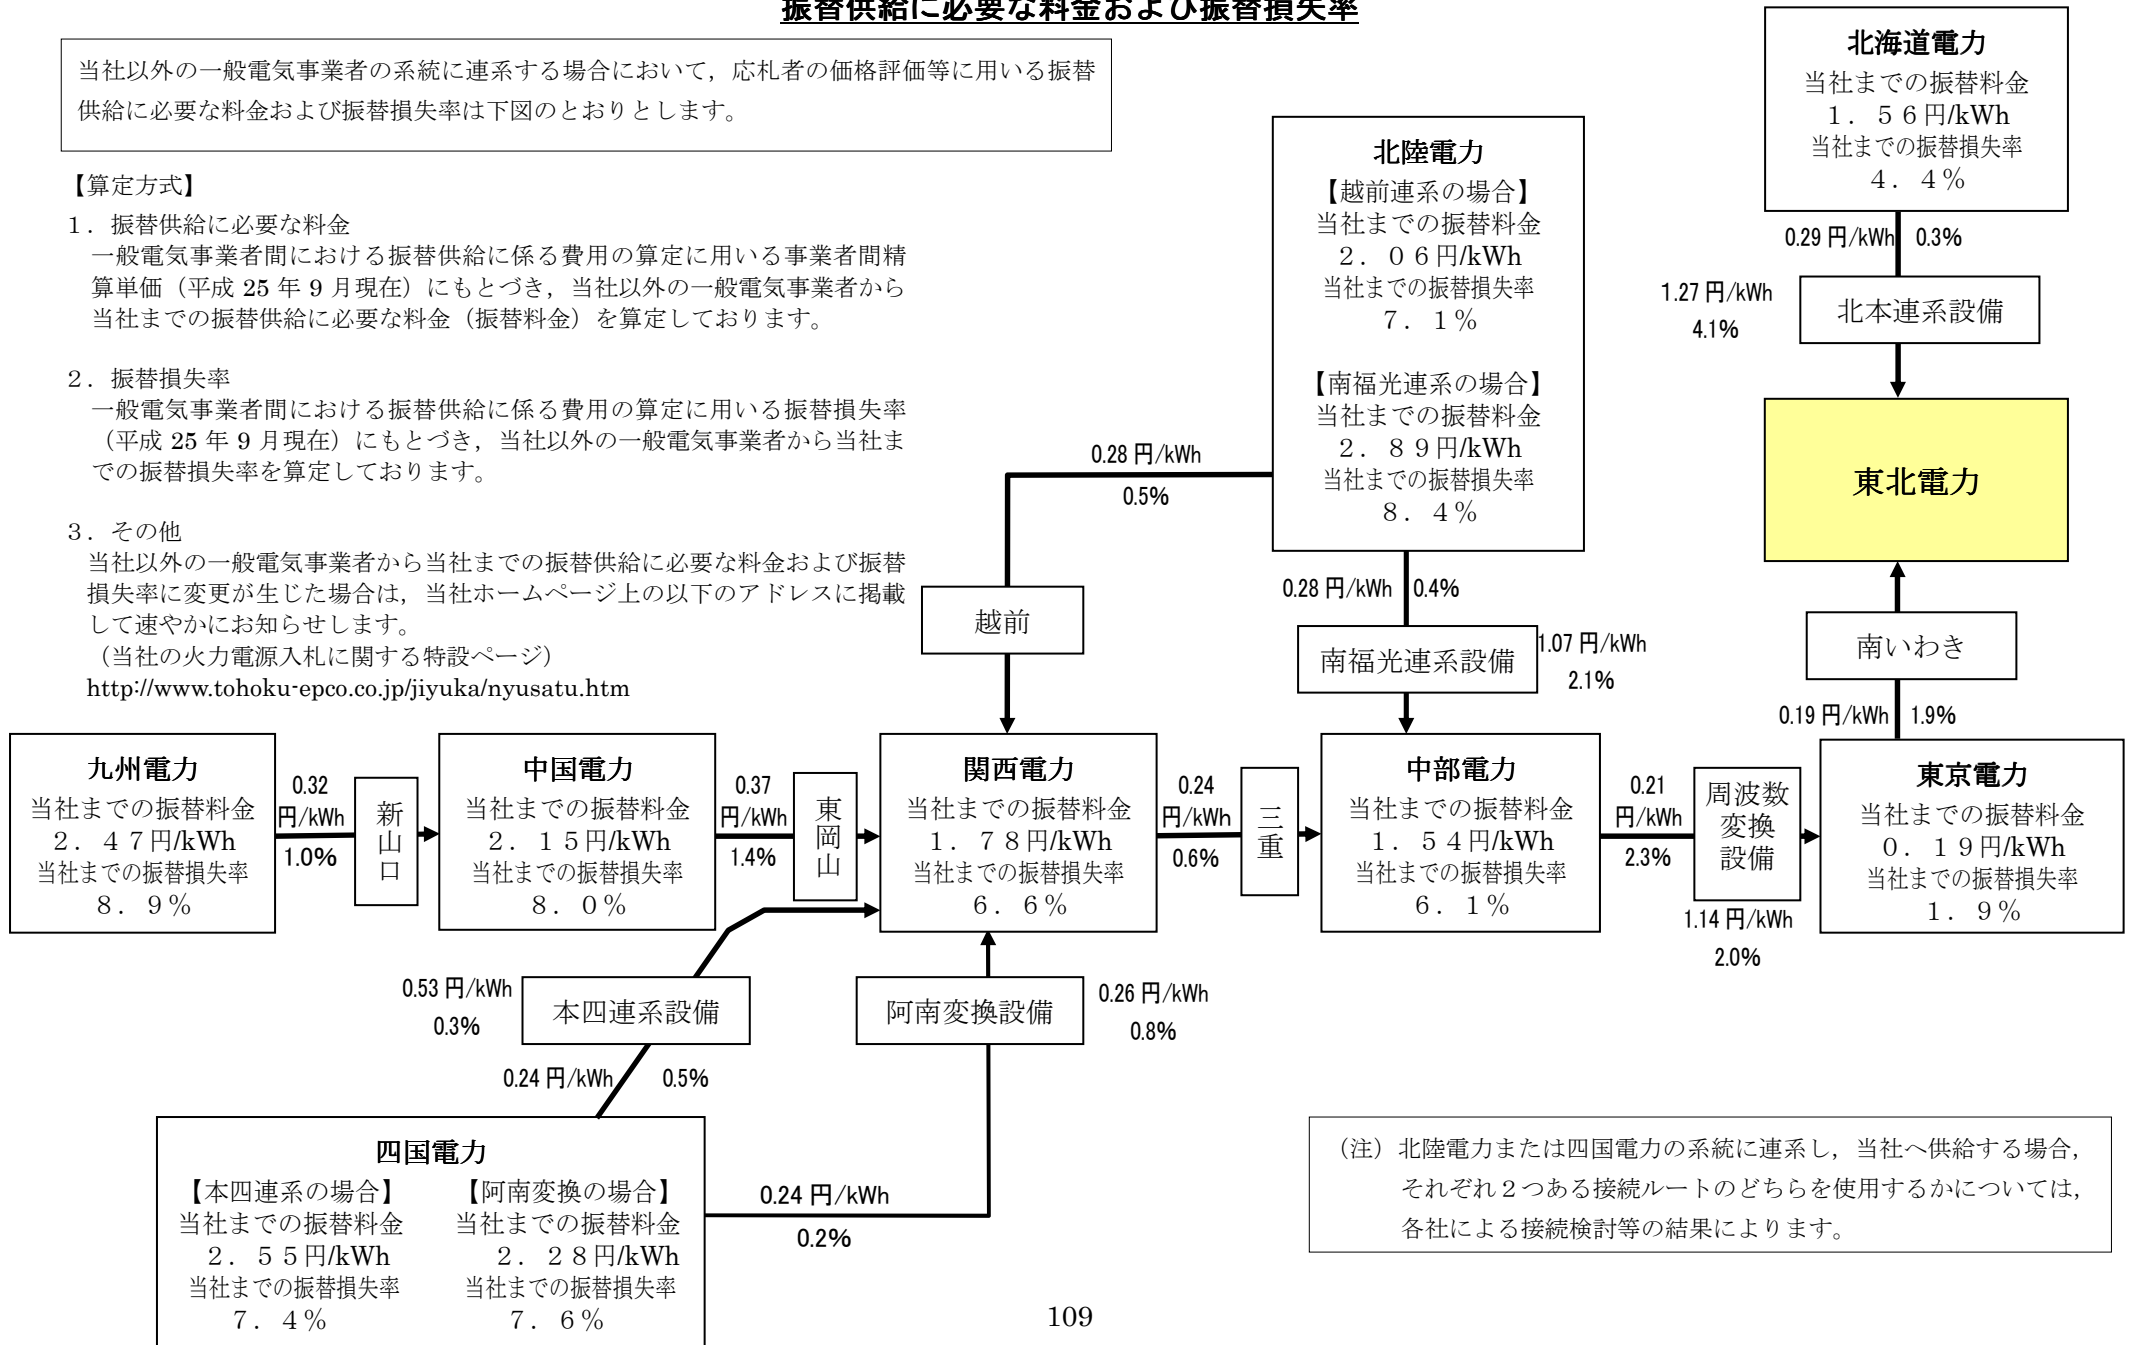 振替供給に必要な料金および振替損失率
当社以外の一般電気事業者の系統に連系する場合において，応札者の価格評価等に用いる振替
供給に必要な料金および振替損失率は下図のとおりとします。
【算定方式】
１．振替供給に必要な料金
一般電気事業者間における振替供給に係る費用の算定に用いる事業者間精
算単価（平成 25 年 9 月現在）にもとづき，当社以外の一般電気事業者から
当社までの振替供給に必要な料金（振替料金）を算定しております。
２．振替損失率
一般電気事業者間における振替供給に係る費用の算定に用いる振替損失率
（平成 25 年 9 月現在）にもとづき，当社以外の一般電気事業者から当社ま
での振替損失率を算定しております。
３．その他
当社以外の一般電気事業者から当社までの振替供給に必要な料金および振替
損失率に変更が生じた場合は，当社ホームページ上の以下のアドレスに掲載
して速やかにお知らせします。
（当社の火力電源入札に関する特設ページ）
http://www.tohoku-epco.co.jp/jiyuka/nyusatu.htm
北海道電力
当社までの振替料金
１．５６円/kWh
当社までの振替損失率
４．４％
0.29 円/kWh
0.3%
1.27 円/kWh
4.1%
北本連系設備
東北電力
北陸電力
【越前連系の場合】
当社までの振替料金
２．０６円/kWh
当社までの振替損失率
７．１％
【南福光連系の場合】
当社までの振替料金
２．８９円/kWh
当社までの振替損失率
８．４％
0.28 円/kWh
0.5%
越前
0.28 円/kWh
0.4%
南福光連系設備
1.07 円/kWh
2.1%
南いわき
0.19 円/kWh
1.9%
九州電力
当社までの振替料金
２．４７円/kWh
当社までの振替損失率
８．９％
0.32
円/kWh
1.0%
新山口
中国電力
当社までの振替料金
２．１５円/kWh
当社までの振替損失率
８．０％
0.37
円/kWh
1.4%
東岡山
関西電力
当社までの振替料金
１．７８円/kWh
当社までの振替損失率
６．６％
0.24
円/kWh
0.6%
三重
中部電力
当社までの振替料金
１．５４円/kWh
当社までの振替損失率
６．１％
0.21
円/kWh
2.3%
周波数
変換
設備
1.14 円/kWh
2.0%
東京電力
当社までの振替料金
０．１９円/kWh
当社までの振替損失率
１．９％
0.53 円/kWh
0.3%
本四連系設備
0.24 円/kWh
0.5%
阿南変換設備
0.26 円/kWh
0.8%
四国電力
【本四連系の場合】
当社までの振替料金
２．５５円/kWh
当社までの振替損失率
７．４％
【阿南変換の場合】
当社までの振替料金
２．２８円/kWh
当社までの振替損失率
７．６％
0.24 円/kWh
0.2%
（注）北陸電力または四国電力の系統に連系し，当社へ供給する場合，
それぞれ２つある接続ルートのどちらを使用するかについては，
各社による接続検討等の結果によります。
109